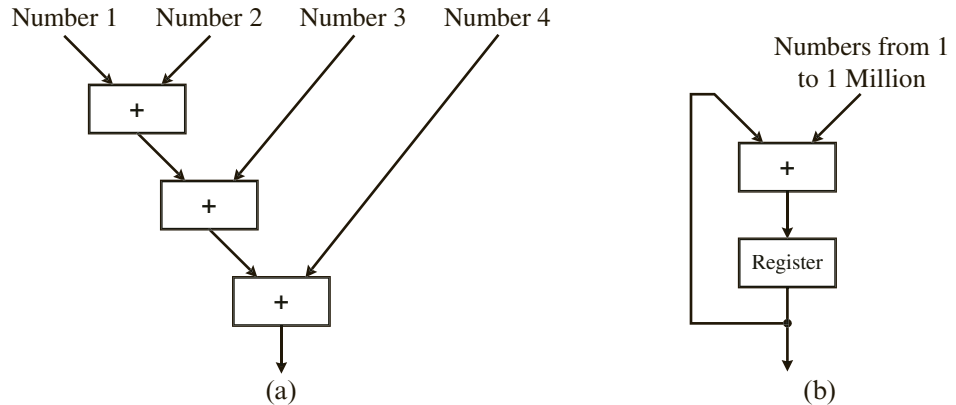 Number 1
Number 2
Number 3
Number 4
+
+
+
(a)
Numbers from 1
to 1 Million
+
Register
(b)